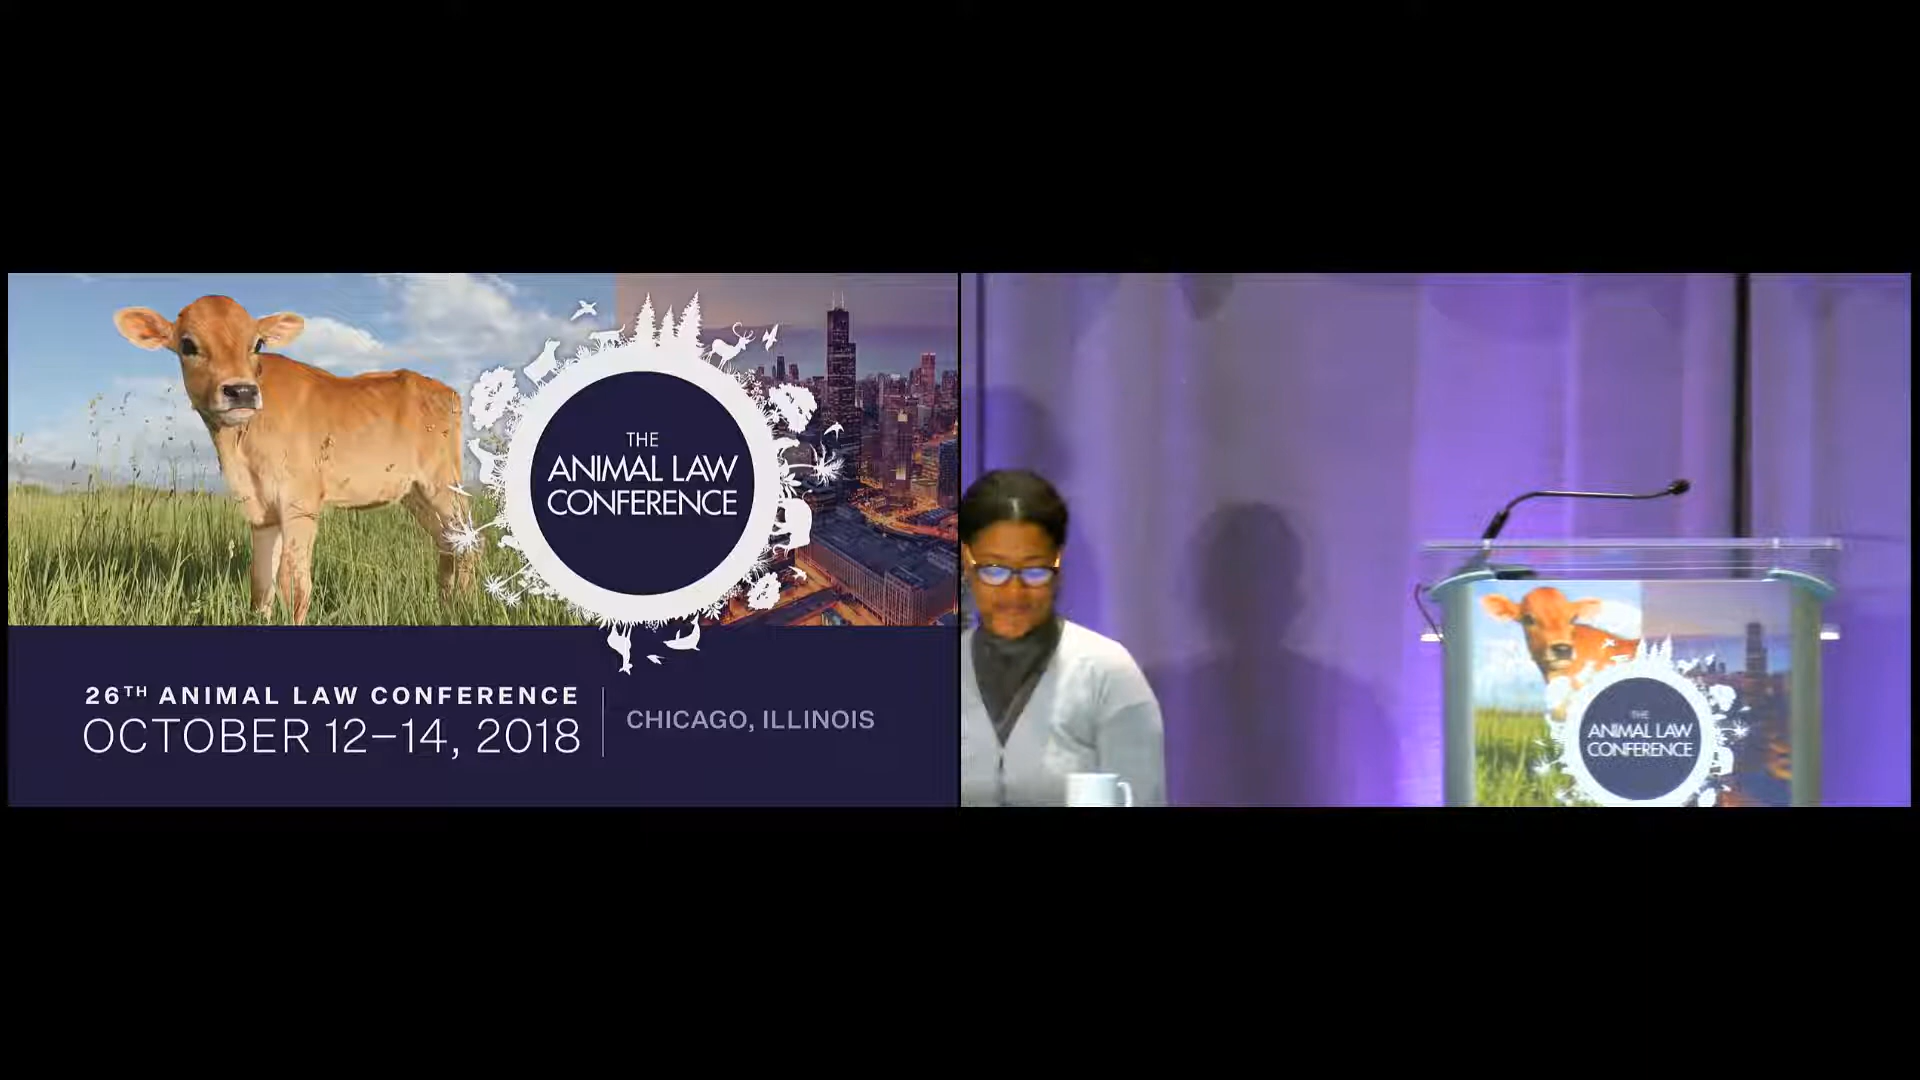 THE
ANIMAL LAW
CONFERENCE
26TH ANIMAL LAW CONFERENCE
OCTOBER 12–14, 2018
CHICAGO, ILLINOIS
THE
ANIMAL LAW
CONFERENCE